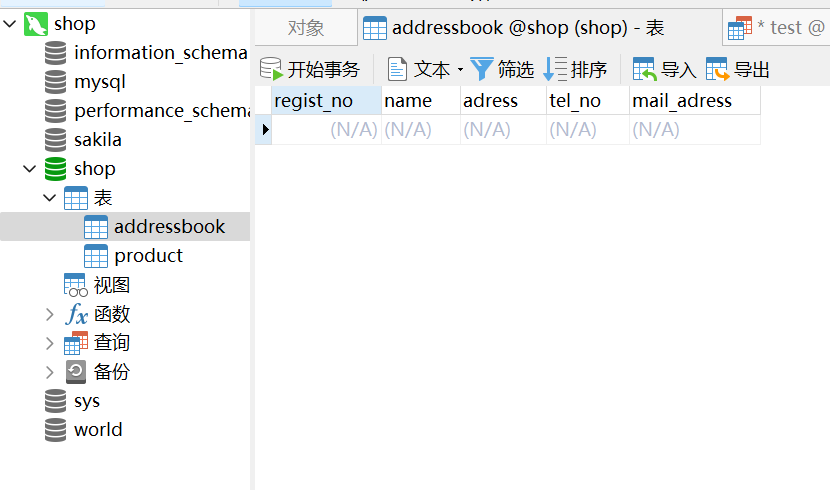 shop
information_schema
mysql
performance_schema
sakila
shop
表
addressbook
product
视图
函数
查询
备份
sys
world
对象
addressbook @shop (shop) - 表
* test @
开始事务
文本
筛选
排序
导入
导出
regist_no name adress tel_no mail_adress
(N/A) (N/A) (N/A) (N/A) (N/A)